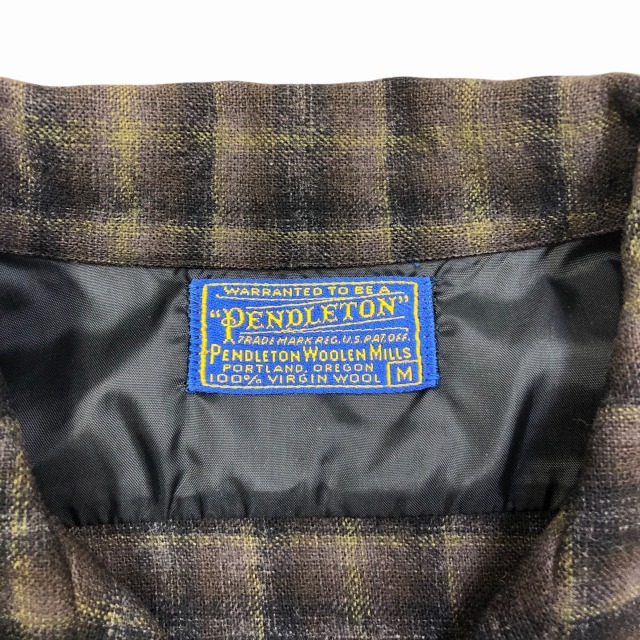 WARRANTED TO BE A
"PENDLETON"
TRADE MARK REG. U.S. PAT. OFF.
PENDLETON WOOLEN MILLS
PORTLAND, OREGON
100% VIRGIN WOOL M